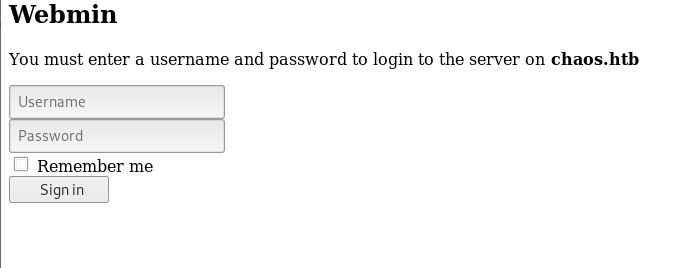 Webmin
You must enter a username and password to login to the server on chaos.htb
Username
Password
Remember me
Sign in